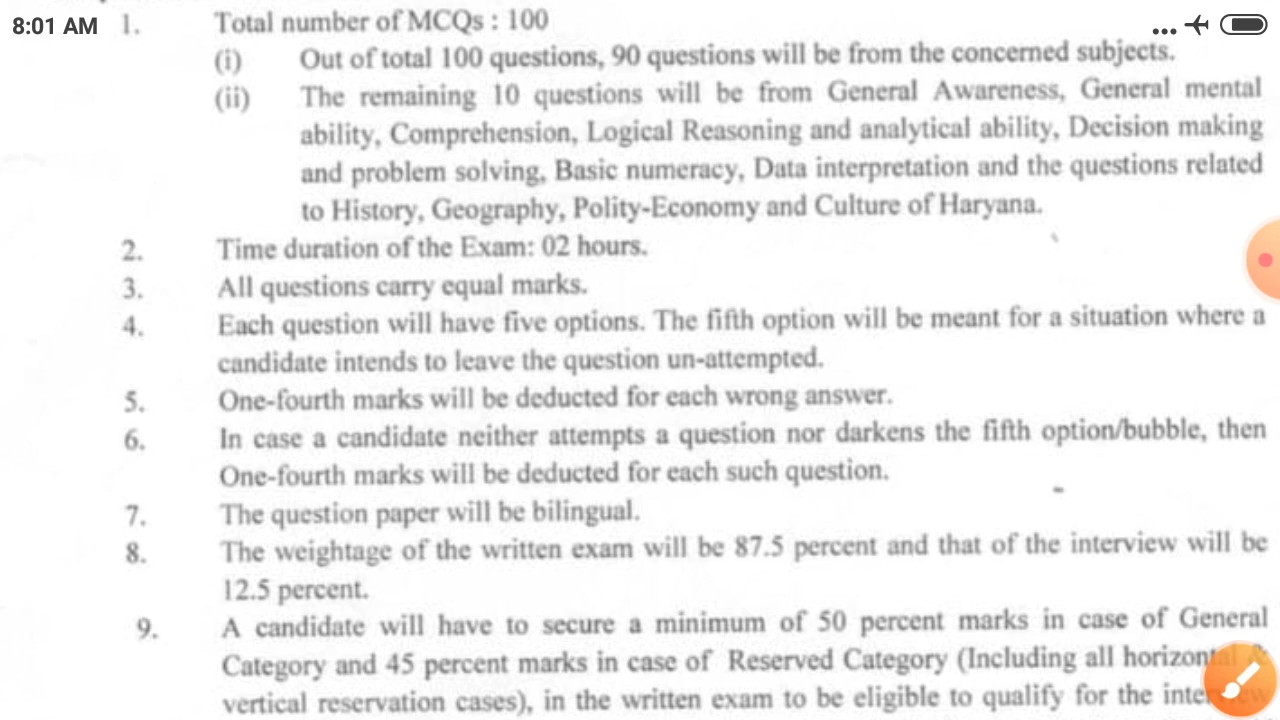 8:01 AM
1. Total number of MCQs : 100
(i) Out of total 100 questions, 90 questions will be from the concerned subjects.
(ii) The remaining 10 questions will be from General Awareness, General mental
ability, Comprehension, Logical Reasoning and analytical ability, Decision making
and problem solving, Basic numeracy, Data interpretation and the questions related
to History, Geography, Polity-Economy and Culture of Haryana.
2. Time duration of the Exam: 02 hours.
3. All questions carry equal marks.
4. Each question will have five options. The fifth option will be meant for a situation where a
candidate intends to leave the question un-attempted.
5. One-fourth marks will be deducted for each wrong answer.
6. In case a candidate neither attempts a question nor darkens the fifth option/bubble, then
One-fourth marks will be deducted for each such question.
7. The question paper will be bilingual.
8. The weightage of the written exam will be 87.5 percent and that of the interview will be
12.5 percent.
9. A candidate will have to secure a minimum of 50 percent marks in case of General
Category and 45 percent marks in case of Reserved Category (Including all horizontal &
vertical reservation cases), in the written exam to be eligible to qualify for the interview